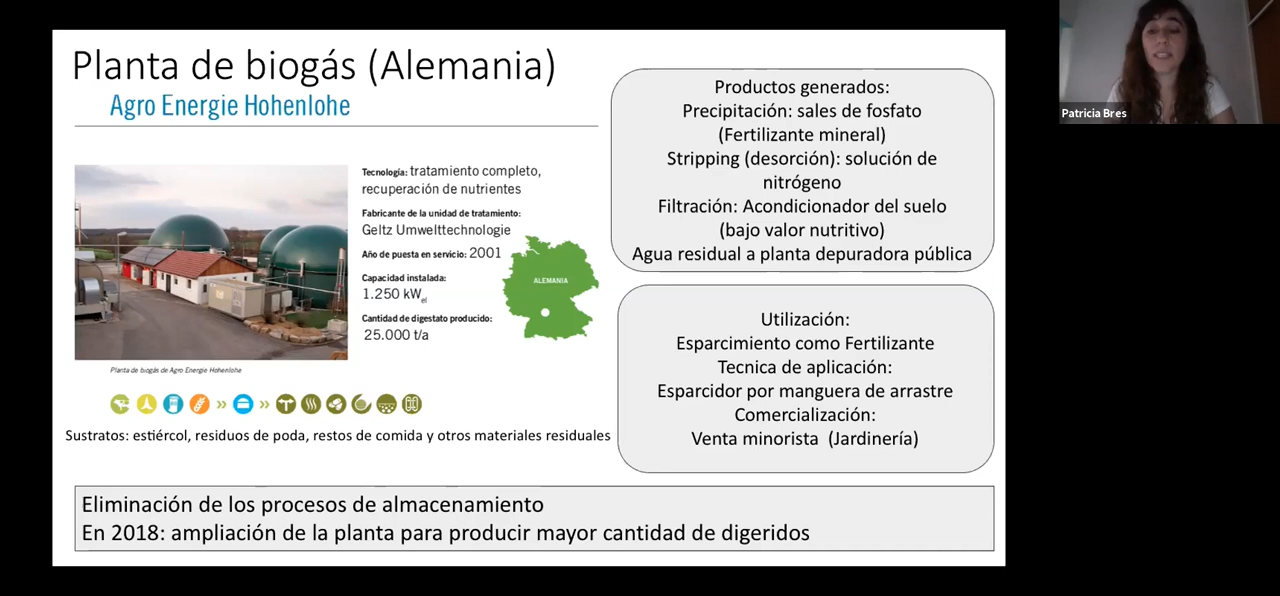 Planta de biogás (Alemania)
Agro Energie Hohenlohe
Tecnología: tratamiento completo,
recuperación de nutrientes
Fabricante de la unidad de tratamiento:
Geltz Umwelttechnologie
Año de puesta en servicio: 2001
Capacidad instalada:
1.250 kWel
Cantidad de digestato producido:
25.000 t/a
ALEMANIA
Planta de biogás de Agro Energie Hohenlohe
» »
Sustratos: estiércol, residuos de poda, restos de comida y otros materiales residuales
Productos generados:
Precipitación: sales de fosfato
(Fertilizante mineral)
Stripping (desorción): solución de
nitrógeno
Filtración: Acondicionador del suelo
(bajo valor nutritivo)
Agua residual a planta depuradora pública
Utilización:
Esparcimiento como Fertilizante
Tecnica de aplicación:
Esparcidor por manguera de arrastre
Comercialización:
Venta minorista (Jardinería)
Eliminación de los procesos de almacenamiento
En 2018: ampliación de la planta para producir mayor cantidad de digeridos
Patricia Bres